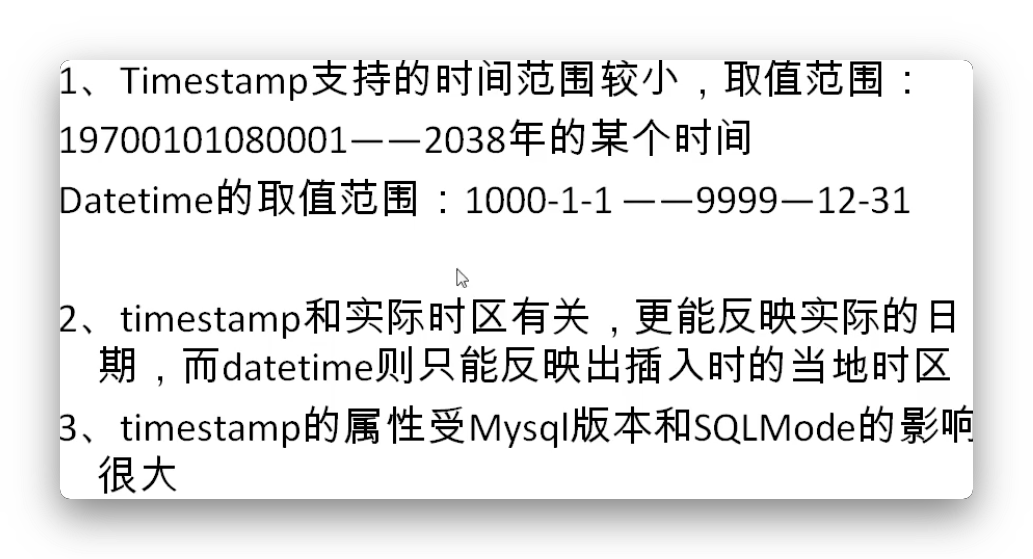 1、Timestamp支持的时间范围较小，取值范围：
19700101080001——2038年的某个时间
Datetime的取值范围：1000-1-1 ——9999—12-31
2、timestamp和实际时区有关，更能反映实际的日
期，而datetime则只能反映出插入时的当地时区
3、timestamp的属性受Mysql版本和SQLMode的影响
很大